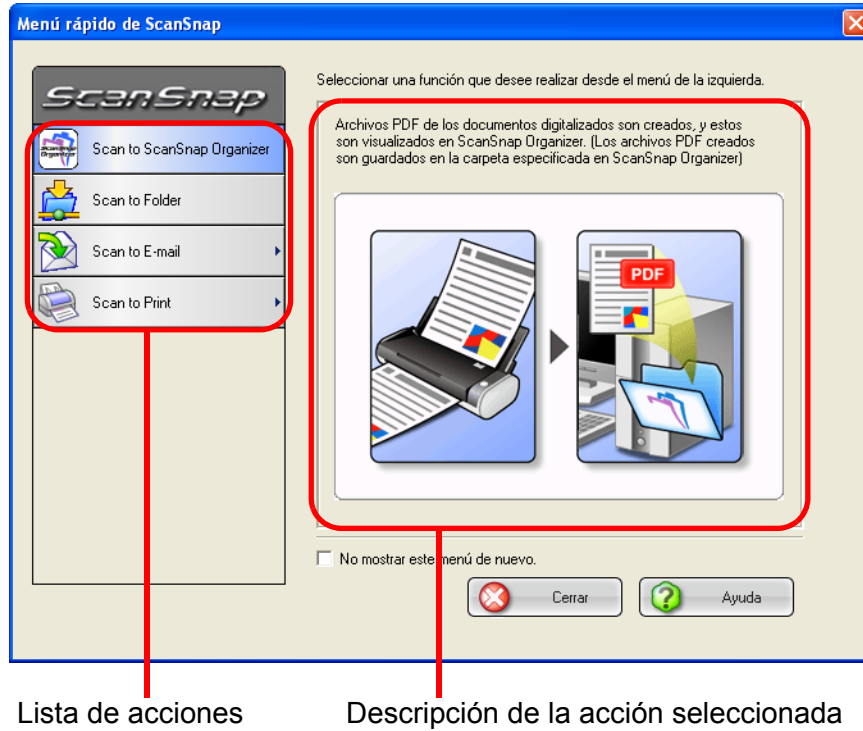 Menú rápido de ScanSnap
ScanSnap
Seleccionar una función que desee realizar desde el menú de la izquierda.
Scan to ScanSnap Organizer
Scan to Folder
Scan to E-mail
Scan to Print
Archivos PDF de los documentos digitalizados son creados, y estos
son visualizados en ScanSnap Organizer. (Los archivos PDF creados
son guardados en la carpeta especificada en ScanSnap Organizer)
PDF
No mostrar este menú de nuevo.
Cerrar
Ayuda
Lista de acciones
Descripción de la acción seleccionada